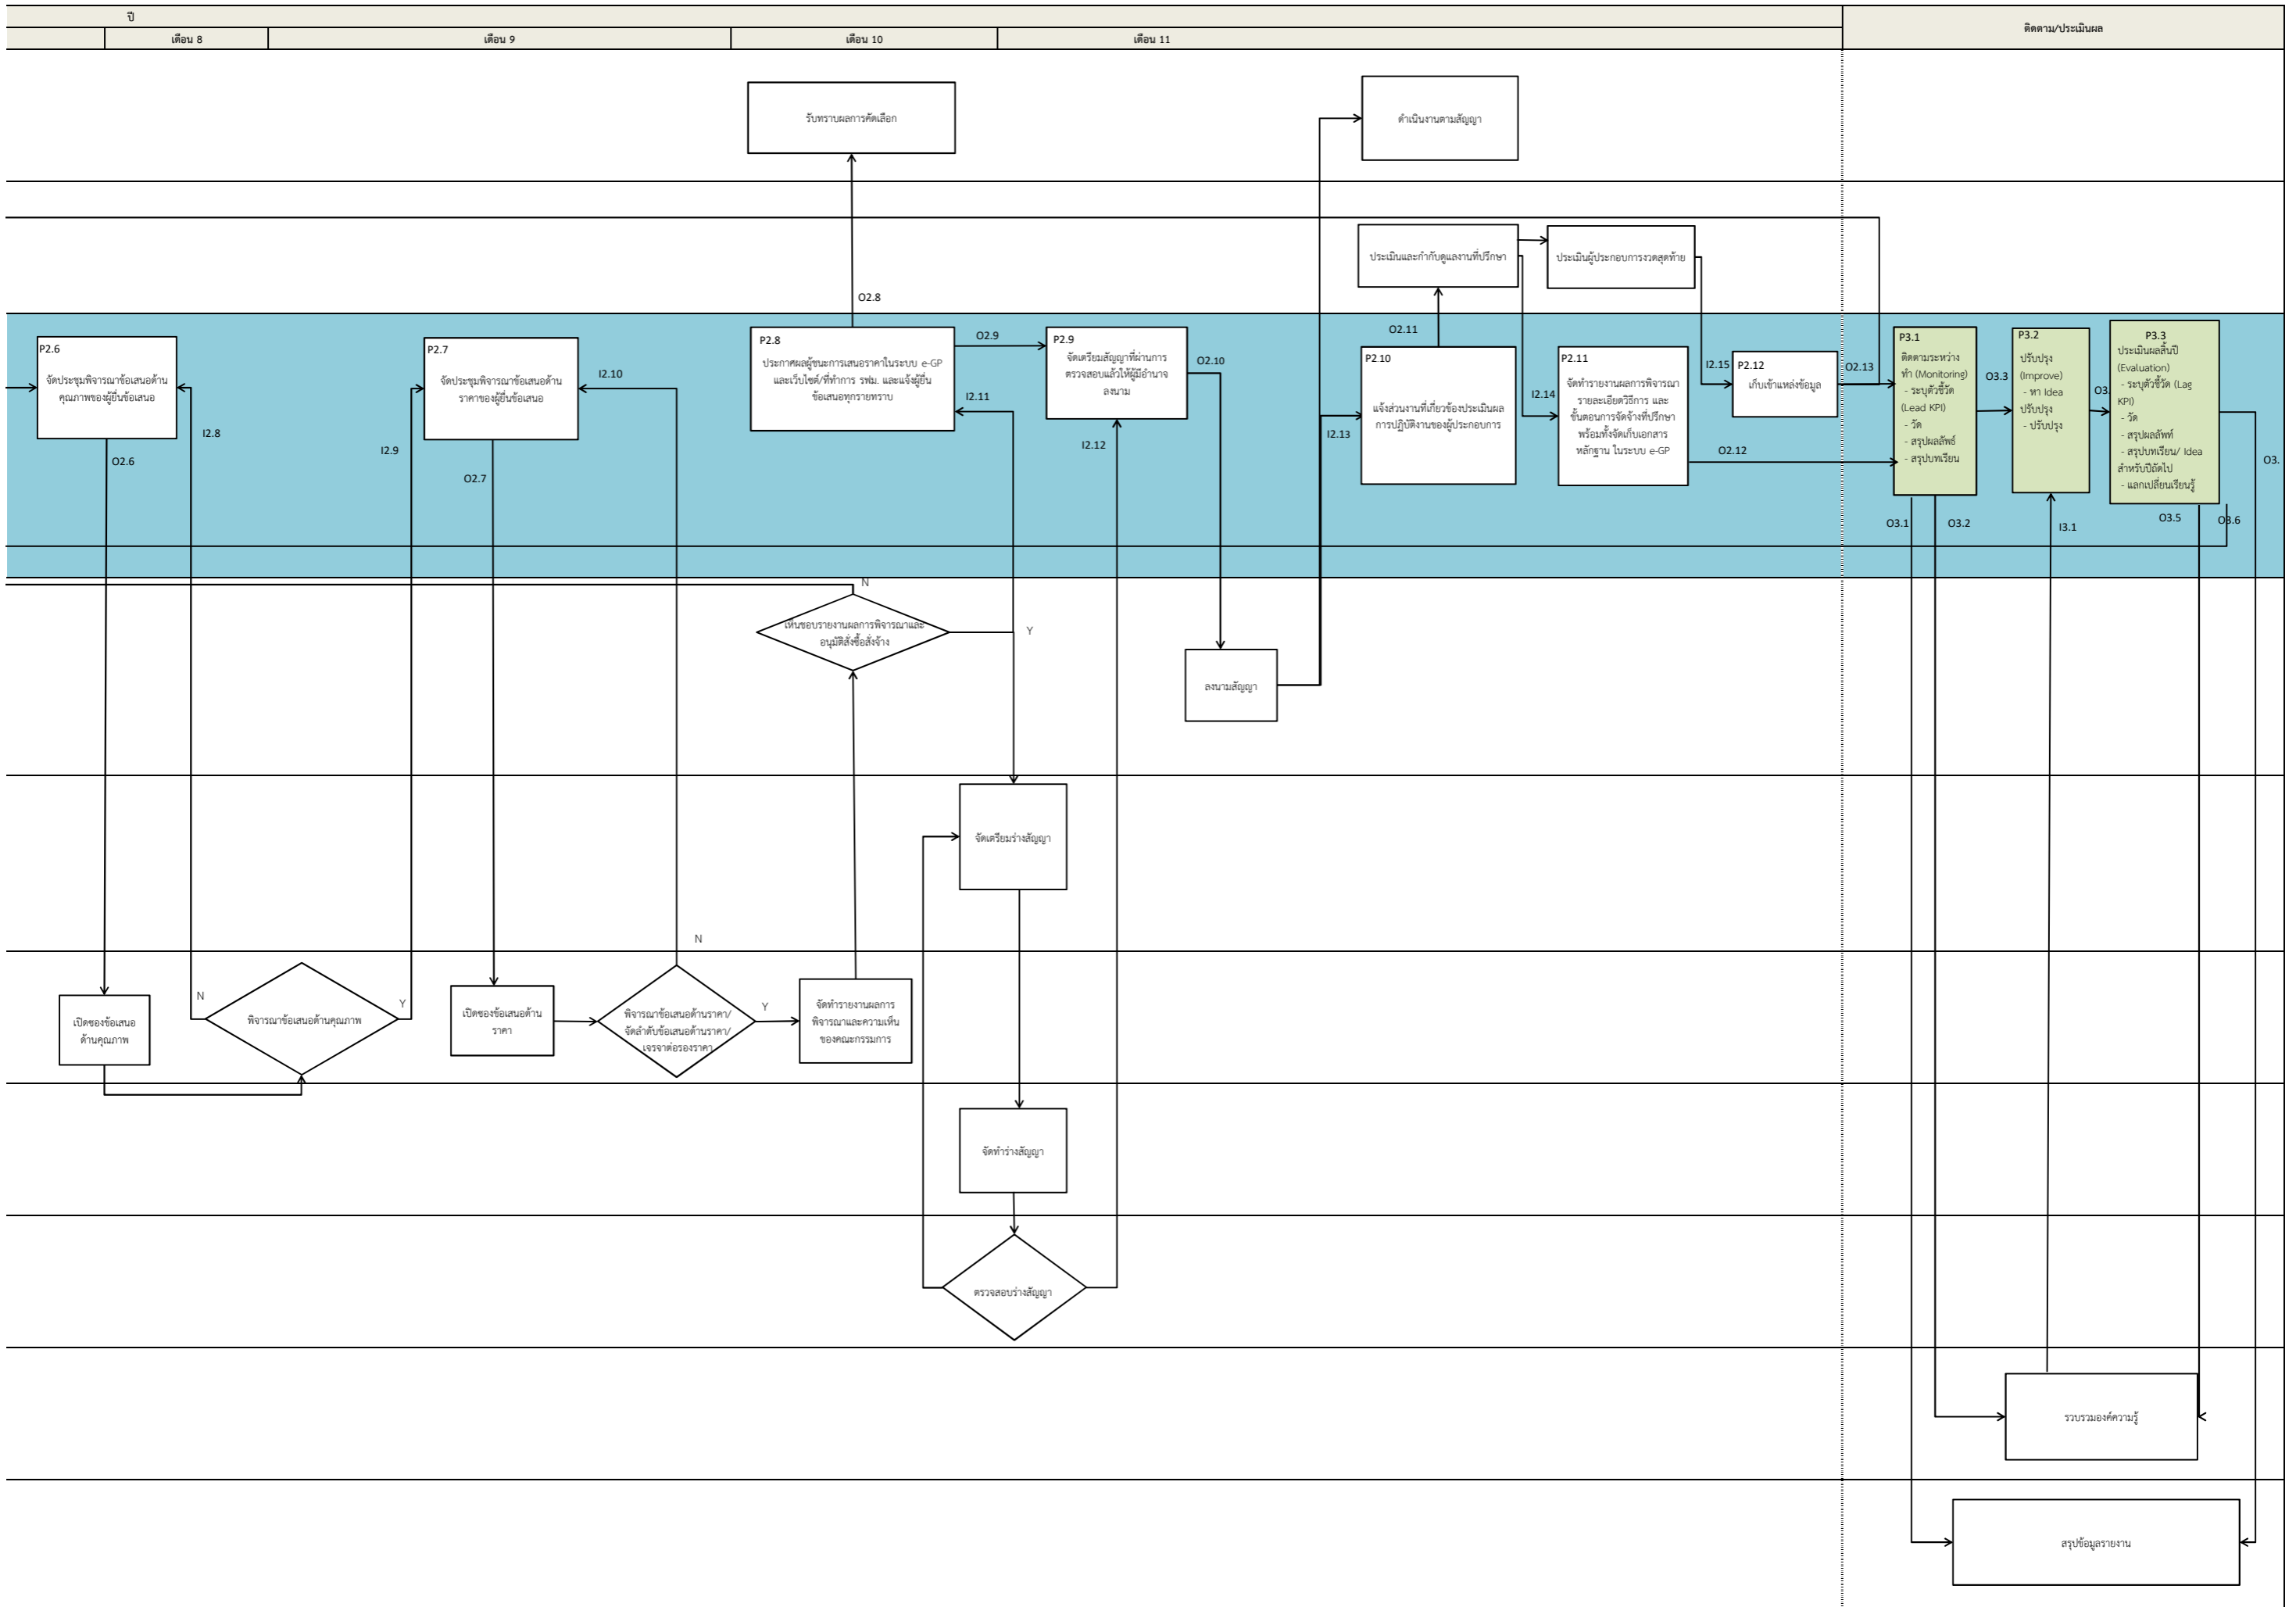 ปี
ติดตาม/ประเมินผล
เดือน 8
เดือน 9
เดือน 10
เดือน 11
รับทราบผลการคัดเลือก
ดำเนินงานตามสัญญา
ประเมินและกำกับดูแลงานที่ปรึกษา
ประเมินผู้ประกอบการงวดสุดท้าย
O2.8
P2.6
จัดประชุมพิจารณาข้อเสนอด้าน
คุณภาพของผู้ยื่นข้อเสนอ
I2.8
O2.6
P2.7
จัดประชุมพิจารณาข้อเสนอด้าน
ราคาของผู้ยื่นข้อเสนอ
I2.9
O2.7
I2.10
P2.8
ประกาศผลผู้ชนะการเสนอราคาในระบบ e-GP
และเว็บไซต์/ที่ทำการ รฟม. และแจ้งผู้ยื่น
ข้อเสนอทุกรายทราบ
O2.9
I2.11
P2.9
จัดเตรียมสัญญาที่ผ่านการ
ตรวจสอบแล้วให้ผู้มีอำนาจ
ลงนาม
O2.10
I2.12
I2.13
O2.11
P2.10
แจ้งส่วนงานที่เกี่ยวข้องประเมินผล
การปฏิบัติงานของผู้ประกอบการ
I2.14
P2.11
จัดทำรายงานผลการพิจารณา
รายละเอียดวิธีการ และ
ขั้นตอนการจัดจ้างที่ปรึกษา
พร้อมทั้งจัดเก็บเอกสาร
หลักฐาน ในระบบ e-GP
I2.15
O2.12
P2.12
เก็บเข้าแหล่งข้อมูล
O2.13
P3.1
ติดตามระหว่าง
ทำ (Monitoring)
- ระบุตัวชี้วัด
(Lead KPI)
- วัด
- สรุปผลลัพธ์
- สรุปบทเรียน
O3.3
P3.2
ปรับปรุง
(Improve)
- หา Idea
ปรับปรุง
- ปรับปรุง
O3.
P3.3
ประเมินผลสิ้นปี
(Evaluation)
- ระบุตัวชี้วัด (Lag
KPI)
- วัด
- สรุปผลลัพท์
- สรุปบทเรียน/ Idea
สำหรับปีถัดไป
- แลกเปลี่ยนเรียนรู้
O3.
O3.1
O3.2
I3.1
O3.5
O3.6
N
เห็นชอบรายงานผลการพิจารณาและ
อนุมัติสั่งซื้อสั่งจ้าง
Y
ลงนามสัญญา
จัดเตรียมร่างสัญญา
N
เปิดซองข้อเสนอ
ด้านคุณภาพ
N
พิจารณาข้อเสนอด้านคุณภาพ
Y
เปิดซองข้อเสนอด้าน
ราคา
พิจารณาข้อเสนอด้านราคา/
จัดลำดับข้อเสนอด้านราคา/
เจรจาต่อรองราคา
Y
จัดทำรายงานผลการ
พิจารณาและความเห็น
ของคณะกรรมการ
จัดทำร่างสัญญา
ตรวจสอบร่างสัญญา
รวบรวมองค์ความรู้
สรุปข้อมูลรายงาน